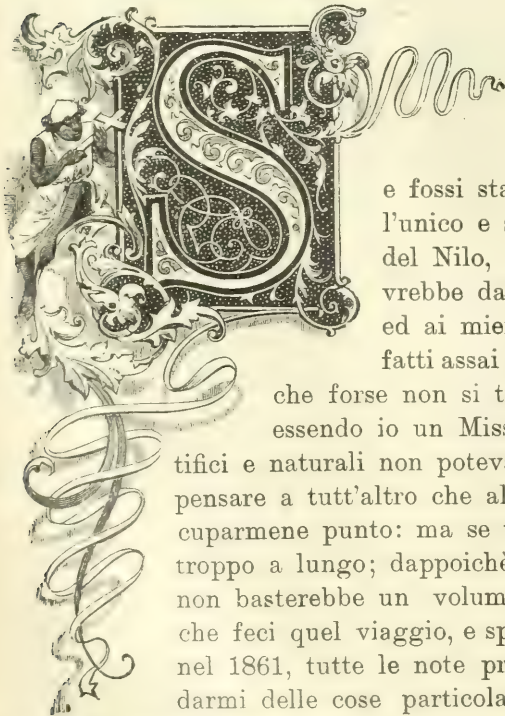 Se fossi sta
l'unico e s
del Nilo,
vrebbe da
ed ai mie
fatti assai
che forse non si t
essendo io un Miss
tifici e naturali non potev
pensare a tutt'altro che al
cuparmene punto: ma se
troppo a lungo; dappoichè
non basterebbe un volum
che feci quel viaggio, e sp
nel 1861, tutte le note pr
darmi delle cose particola